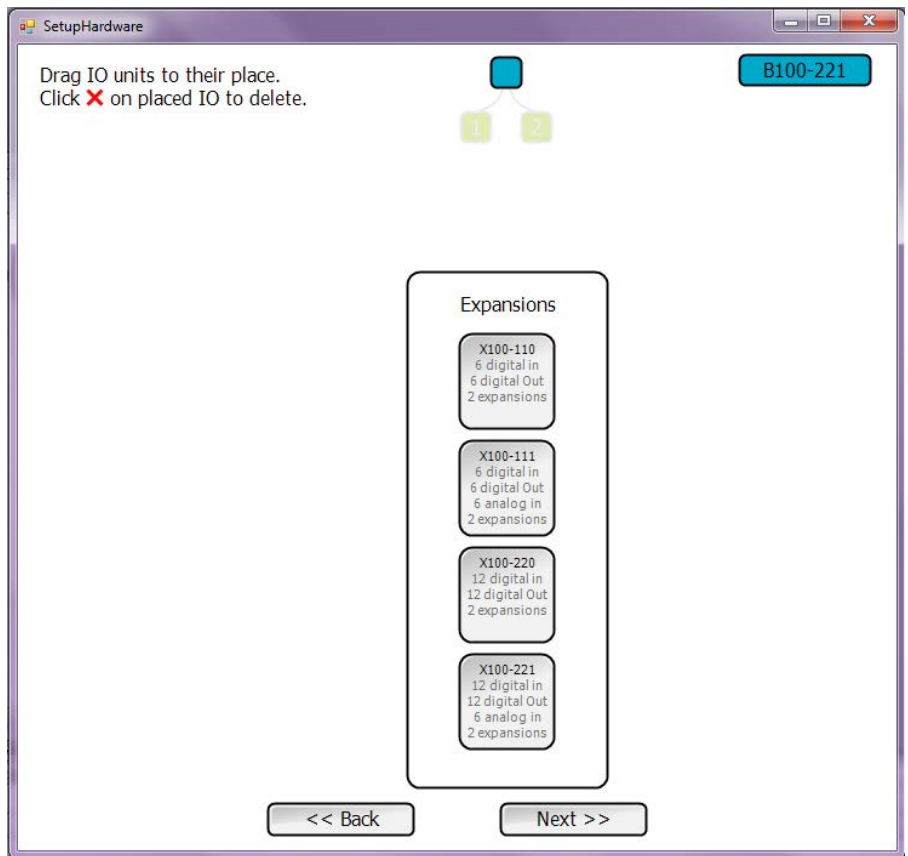 SetupHardware
Drag IO units to their place.
Click ❌ on placed IO to delete.
B100-221
1 2
Expansions
X100-110
6 digital in
6 digital Out
2 expansions
X100-111
6 digital in
6 digital Out
6 analog in
2 expansions
X100-220
12 digital in
12 digital Out
2 expansions
X100-221
12 digital in
12 digital Out
6 analog in
2 expansions
<< Back
Next >>